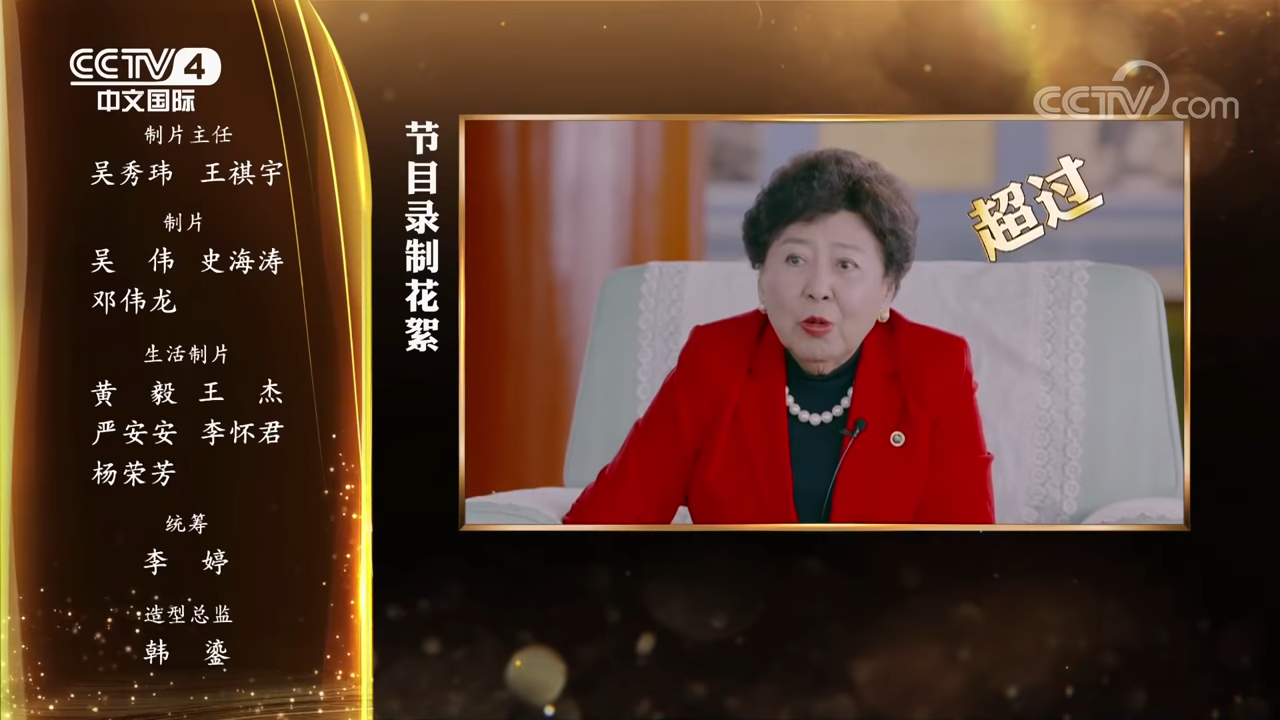 CCTV 4
中文国际
制片主任
吴秀玮 王祺宇
制片
吴 伟 史海涛
邓伟龙
生活制片
黄 毅 王 杰
严安安 李怀君
杨荣芳
统筹
李 婷
造型总监
韩 鎏
节目录制花絮
超过
CCTV.com